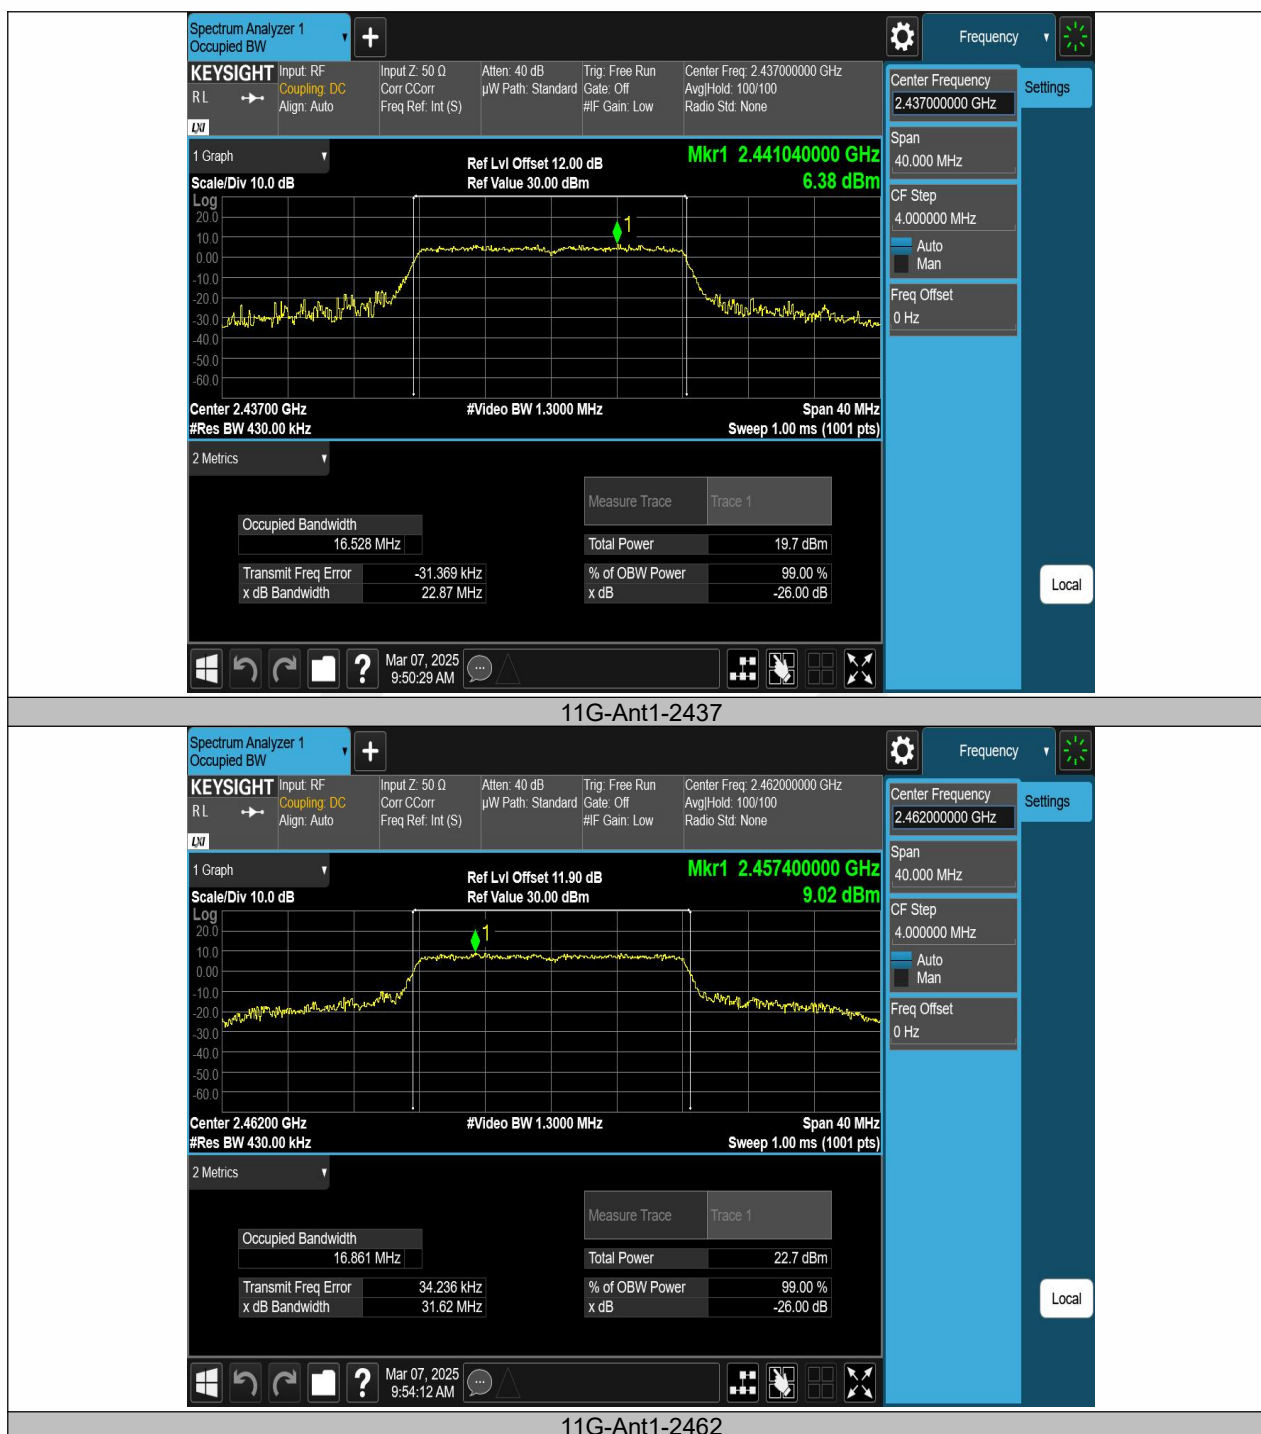 Spectrum Analyzer 1
Occupied BW
Frequency
KEYSIGHT
R L
LXI
Input: RF
Coupling: DC
Align: Auto
Input Z: 50 Ω
Corr CCorr
Freq Ref: Int (S)
Atten: 40 dB
µW Path: Standard
Trig: Free Run
Gate: Off
#IF Gain: Low
Center Freq: 2.437000000 GHz
Avg|Hold: 100/100
Radio Std: None
Center Frequency
2.437000000 GHz
Settings
Span
40.000 MHz
CF Step
4.000000 MHz
Auto
Man
Freq Offset
0 Hz
Local
1 Graph
Scale/Div 10.0 dB
Ref Lvl Offset 12.00 dB
Ref Value 30.00 dBm
Mkr1 2.441040000 GHz
6.38 dBm
Log
20.0
10.0
0.00
-10.0
-20.0
-30.0
-40.0
-50.0
-60.0
1
Center 2.43700 GHz
#Video BW 1.3000 MHz
Span 40 MHz
#Res BW 430.00 kHz
Sweep 1.00 ms (1001 pts)
2 Metrics
Measure Trace Trace 1
Occupied Bandwidth
16.528 MHz
Total Power 19.7 dBm
Transmit Freq Error -31.369 kHz
% of OBW Power 99.00 %
x dB Bandwidth 22.87 MHz
x dB -26.00 dB
Mar 07, 2025
9:50:29 AM
11G-Ant1-2437
Spectrum Analyzer 1
Occupied BW
Frequency
KEYSIGHT
R L
LXI
Input: RF
Coupling: DC
Align: Auto
Input Z: 50 Ω
Corr CCorr
Freq Ref: Int (S)
Atten: 40 dB
µW Path: Standard
Trig: Free Run
Gate: Off
#IF Gain: Low
Center Freq: 2.462000000 GHz
Avg|Hold: 100/100
Radio Std: None
Center Frequency
2.462000000 GHz
Settings
Span
40.000 MHz
CF Step
4.000000 MHz
Auto
Man
Freq Offset
0 Hz
Local
1 Graph
Scale/Div 10.0 dB
Ref Lvl Offset 11.90 dB
Ref Value 30.00 dBm
Mkr1 2.457400000 GHz
9.02 dBm
Log
20.0
10.0
0.00
-10.0
-20.0
-30.0
-40.0
-50.0
-60.0
1
Center 2.46200 GHz
#Video BW 1.3000 MHz
Span 40 MHz
#Res BW 430.00 kHz
Sweep 1.00 ms (1001 pts)
2 Metrics
Measure Trace Trace 1
Occupied Bandwidth
16.861 MHz
Total Power 22.7 dBm
Transmit Freq Error 34.236 kHz
% of OBW Power 99.00 %
x dB Bandwidth 31.62 MHz
x dB -26.00 dB
Mar 07, 2025
9:54:12 AM
11G-Ant1-2462